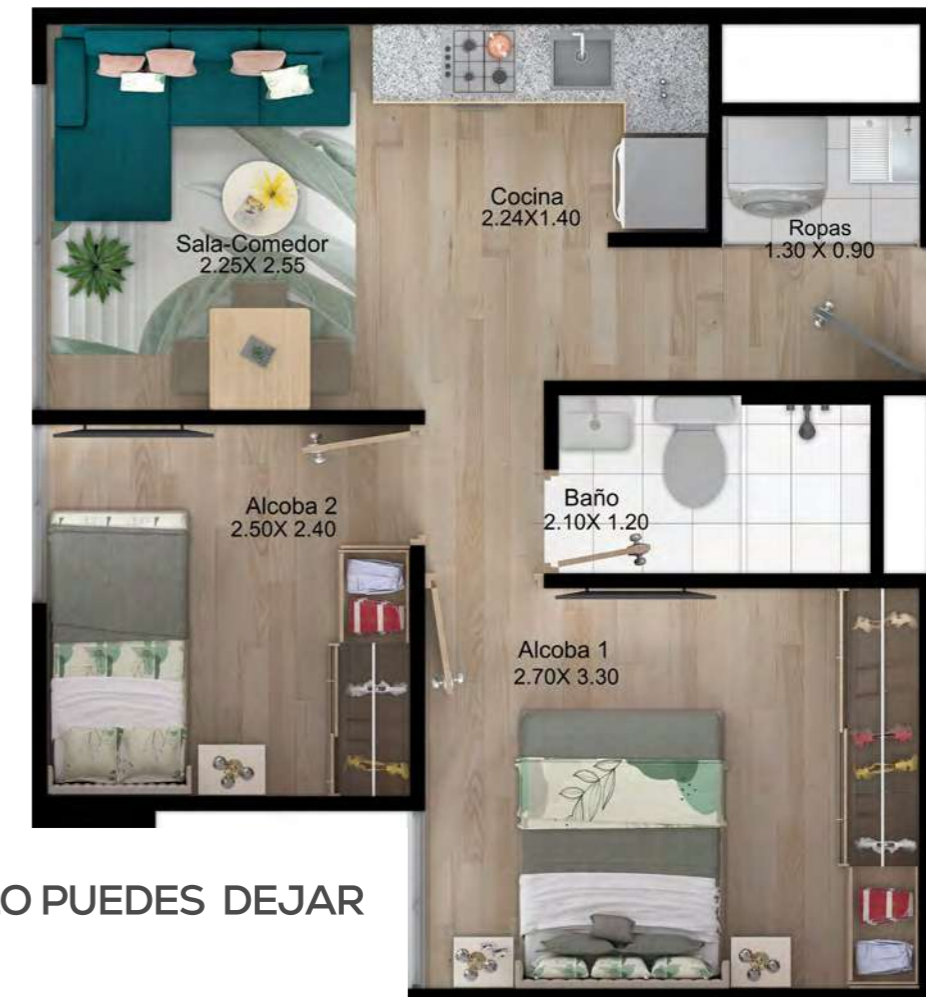 Cocina
2.24X1.40
Sala-Comedor
2.25X 2.55
Ropas
1.30 X 0.90
Alcoba 2
2.50X 2.40
Baño
2.10X 1.20
Alcoba 1
2.70X 3.30
O PUEDES DEJAR